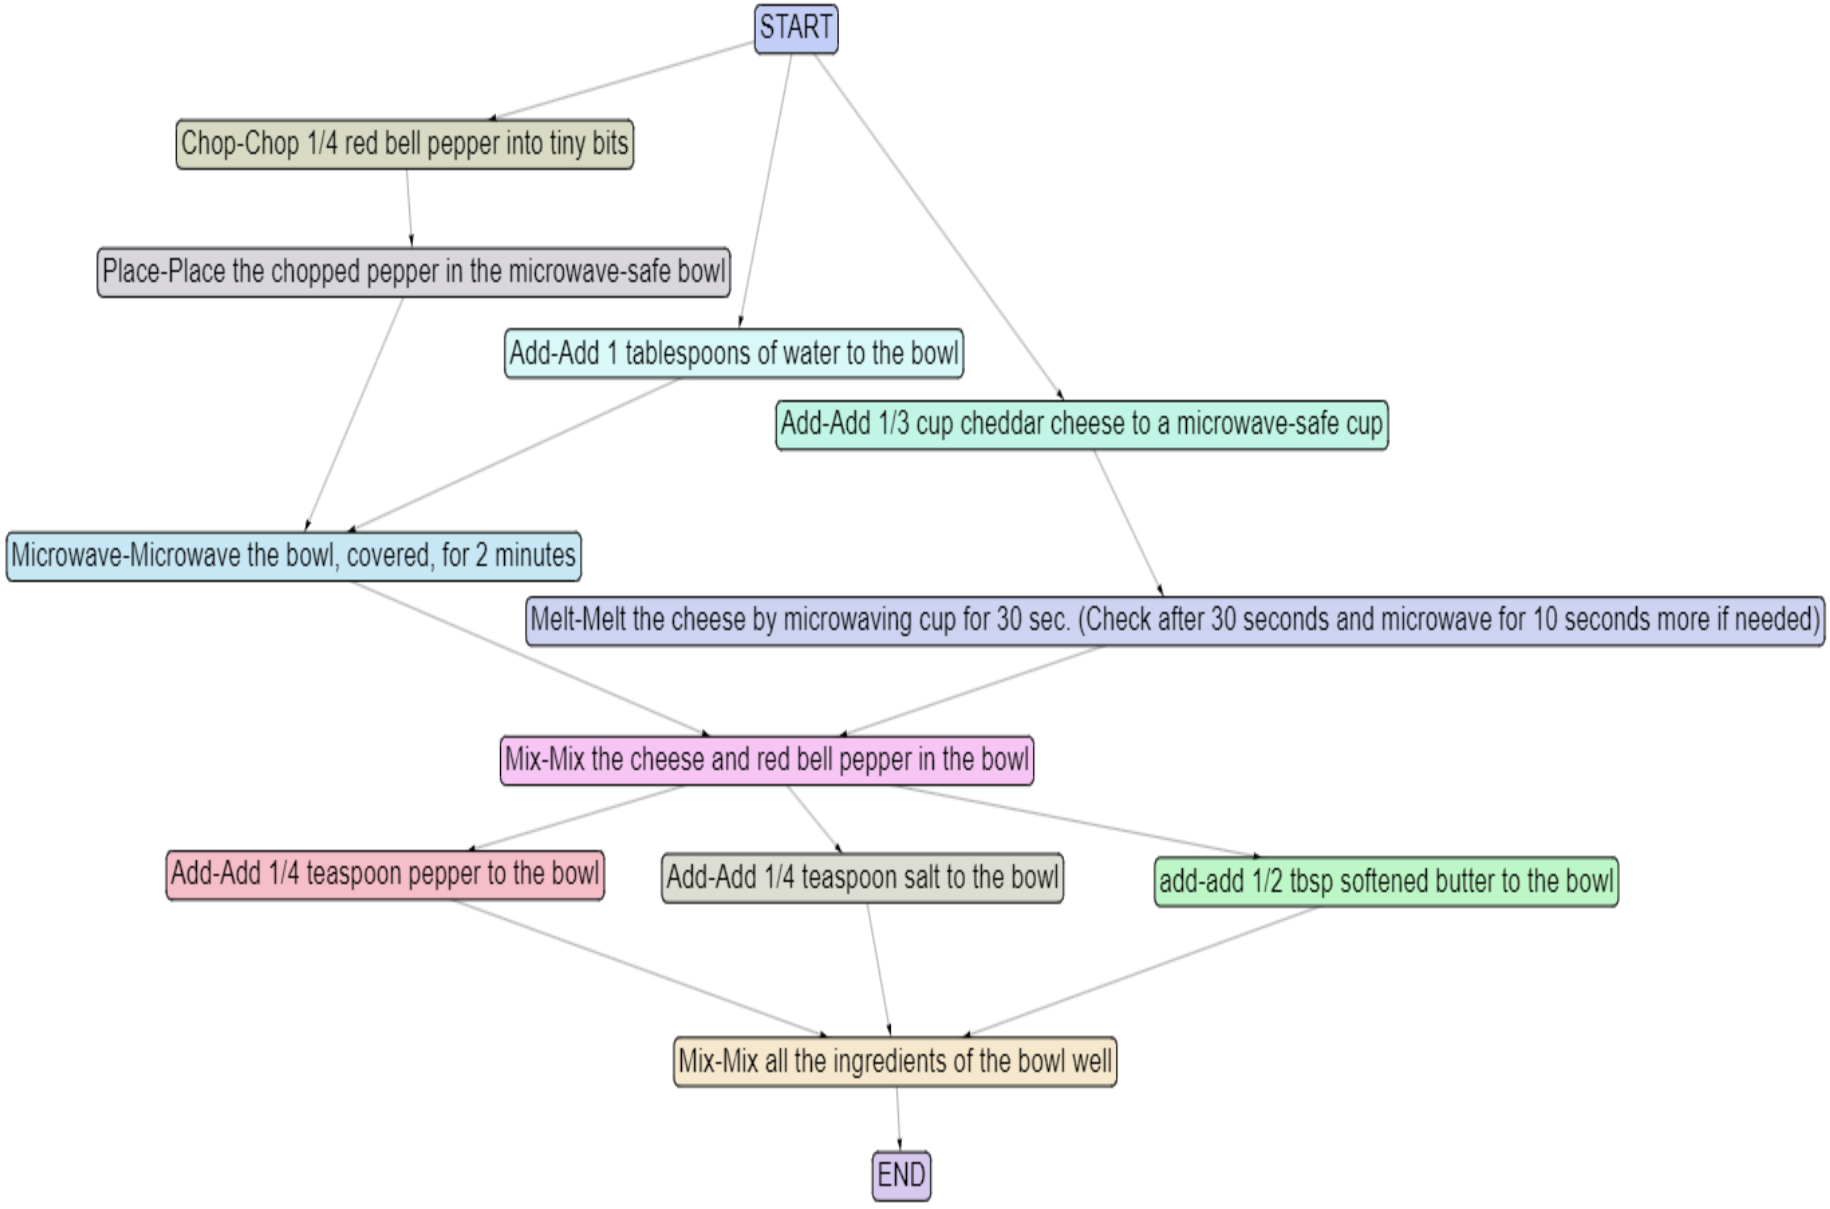 START
Chop-Chop 1/4 red bell pepper into tiny bits
Place-Place the chopped pepper in the microwave-safe bowl
Add-Add 1 tablespoons of water to the bowl
Add-Add 1/3 cup cheddar cheese to a microwave-safe cup
Microwave-Microwave the bowl, covered, for 2 minutes
Melt-Melt the cheese by microwaving cup for 30 sec. (Check after 30 seconds and microwave for 10 seconds more if needed)
Mix-Mix the cheese and red bell pepper in the bowl
Add-Add 1/4 teaspoon pepper to the bowl
Add-Add 1/4 teaspoon salt to the bowl
add-add 1/2 tbsp softened butter to the bowl
Mix-Mix all the ingredients of the bowl well
END